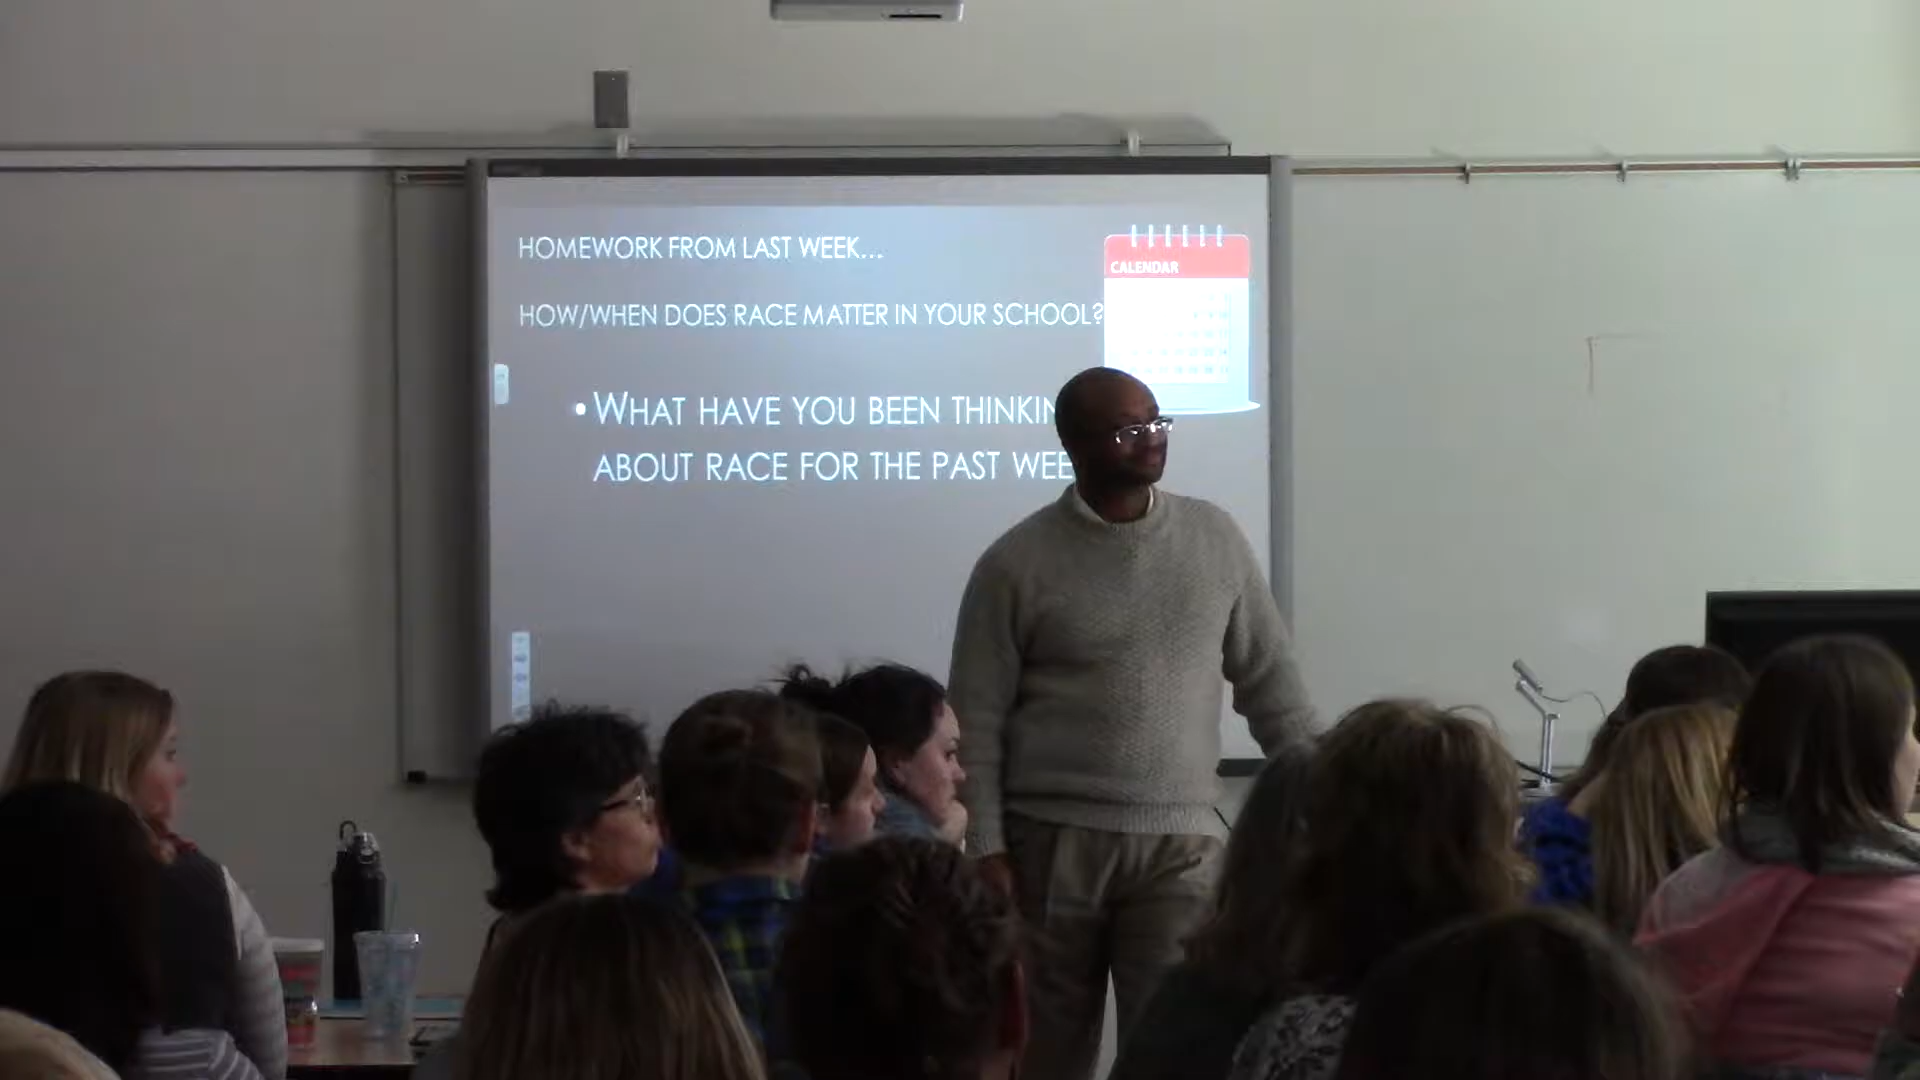 HOMEWORK FROM LAST WEEK...
CALENDAR
HOW/WHEN DOES RACE MATTER IN YOUR SCHOOL?
• WHAT HAVE YOU BEEN THINKIN
ABOUT RACE FOR THE PAST WEE